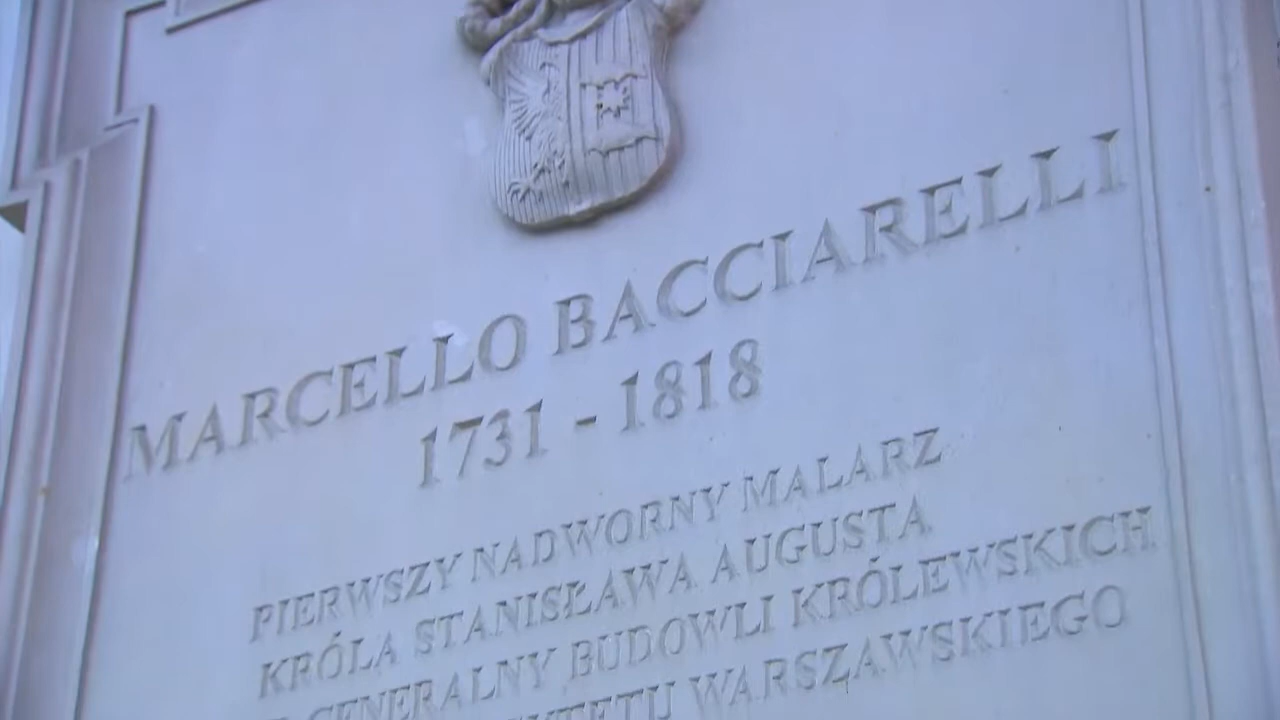 MARCELLO BACCIARELLI
1731 - 1818
PIERWSZY NADWORNY MALARZ
KRÓLA STANISŁAWA AUGUSTA
GENERALNY BUDOWLI KRÓLEWSKICH
WARSZAWSKIEGO